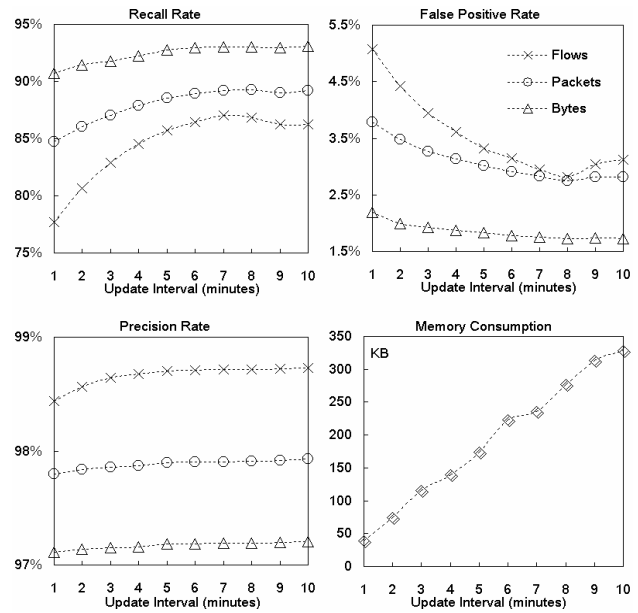 Recall Rate
95%
90%
85%
80%
75%
1 2 3 4 5 6 7 8 9 10
Update Interval (minutes)
False Positive Rate
5.5%
4.5%
3.5%
2.5%
1.5%
Flows
Packets
Bytes
1 2 3 4 5 6 7 8 9 10
Update Interval (minutes)
Precision Rate
99%
98%
97%
1 2 3 4 5 6 7 8 9 10
Update Interval (minutes)
Memory Consumption
KB
350
300
250
200
150
100
50
0
1 2 3 4 5 6 7 8 9 10
Update Interval (minutes)